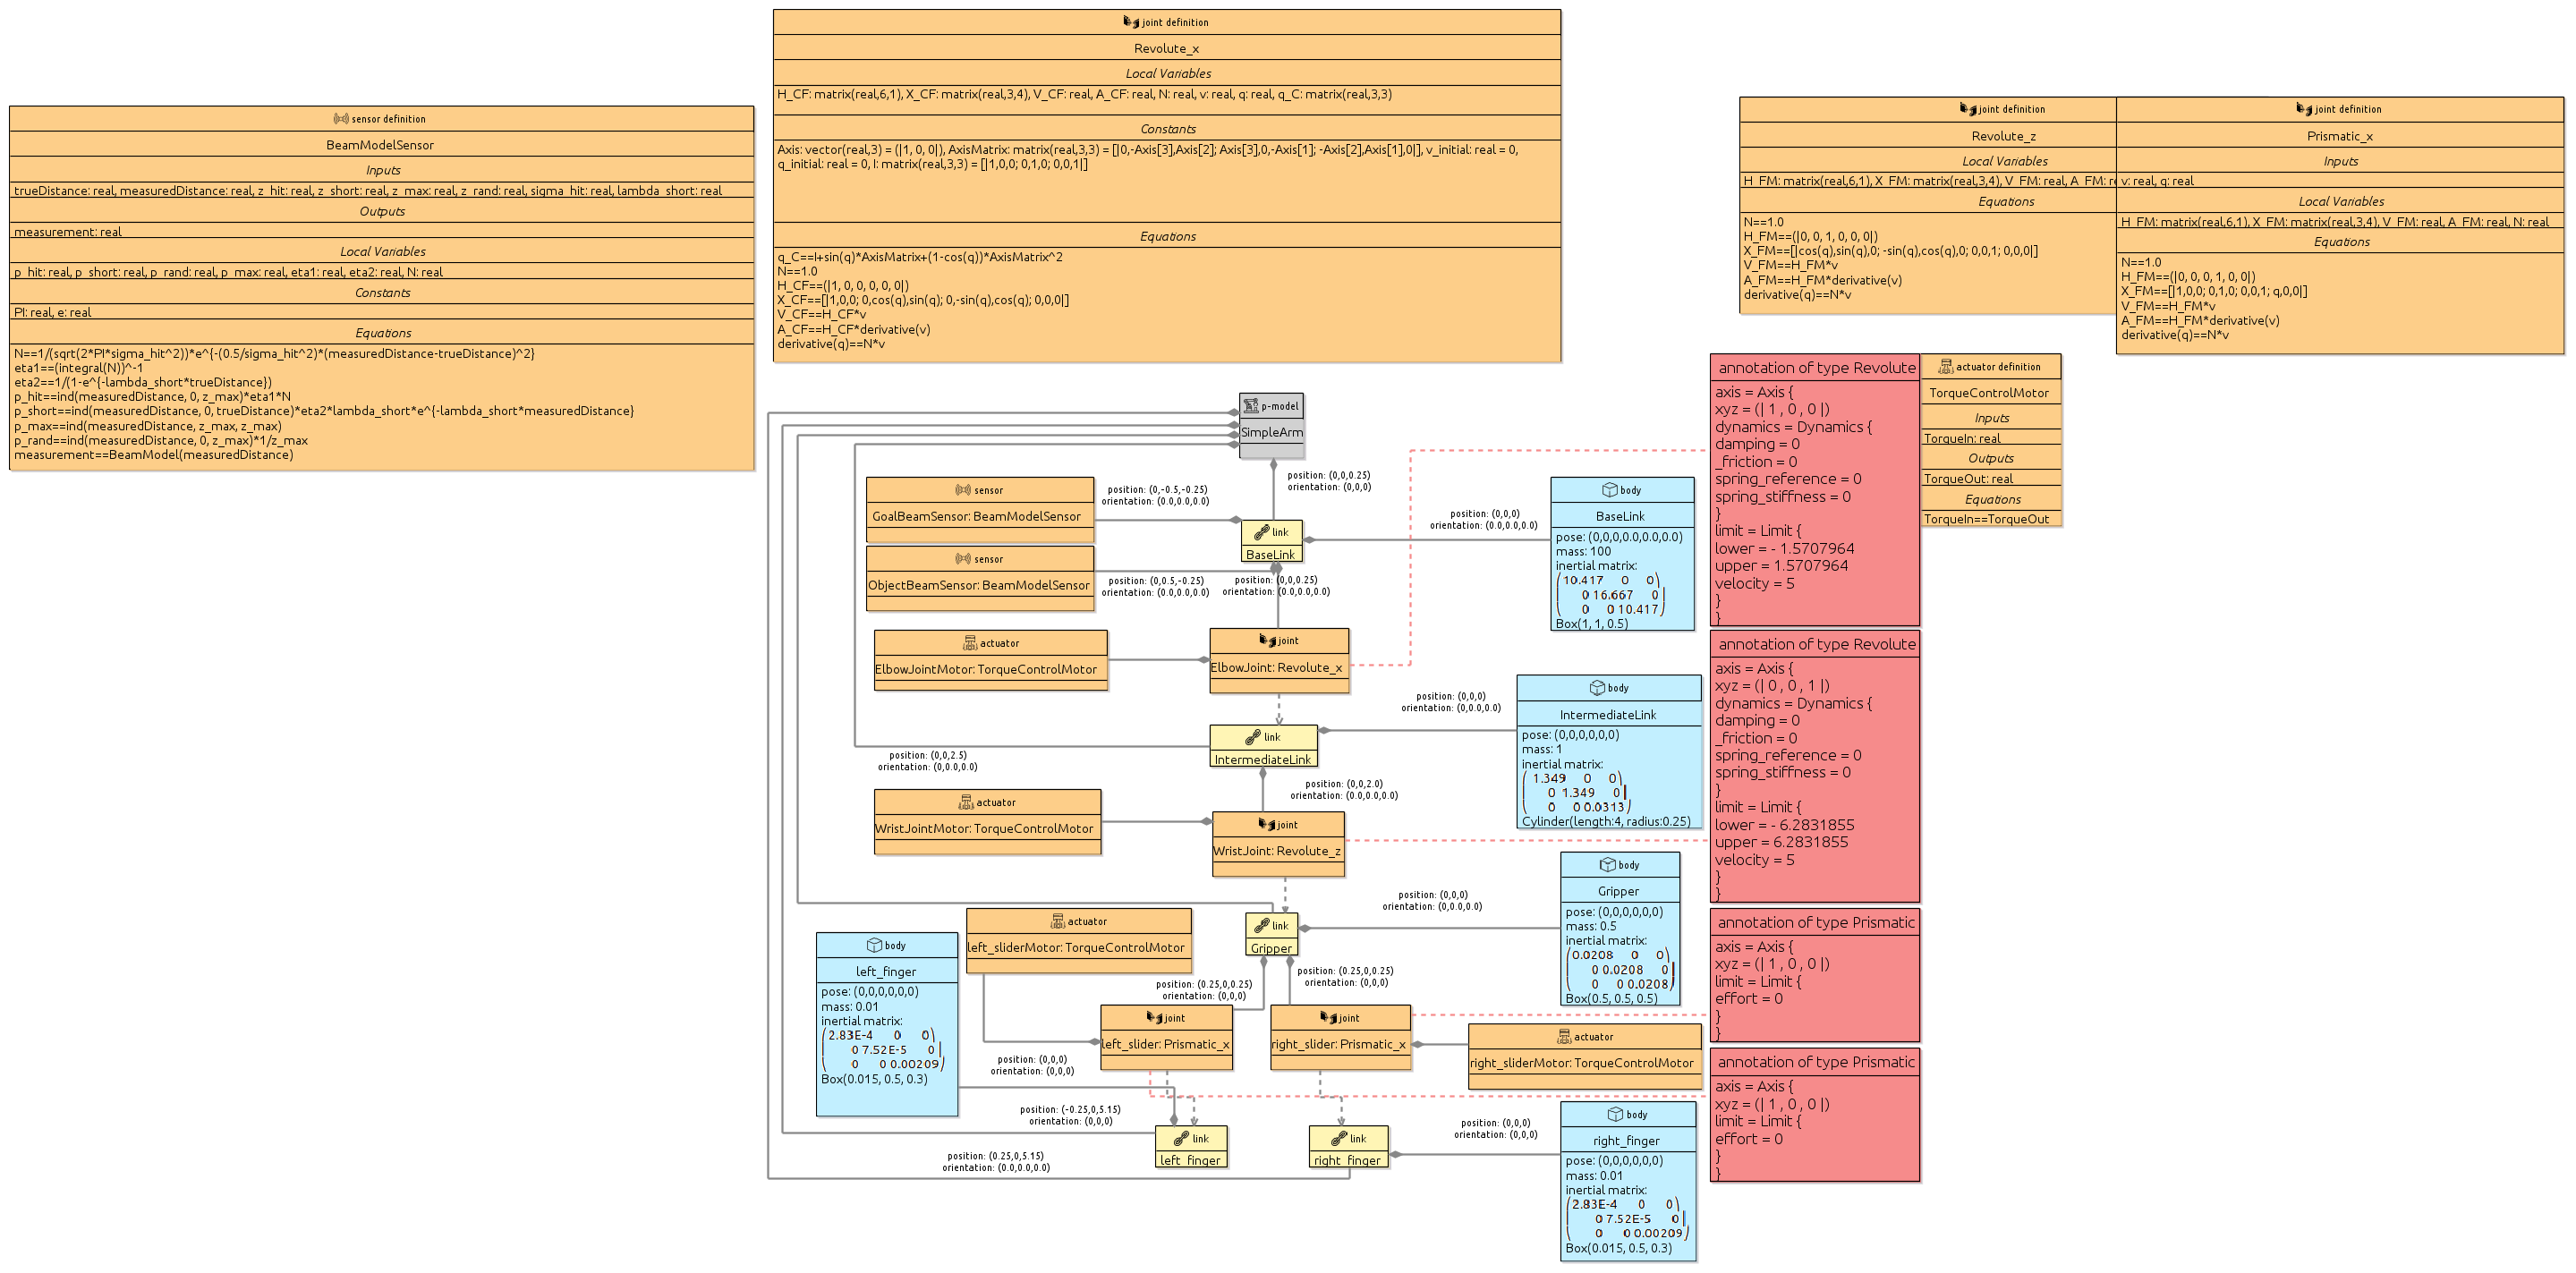 joint definition
Revolute_x
Local Variables
H_CF: matrix(real,6,1), X_CF: matrix(real,3,4), V_CF: real, A_CF: real, N: real, v: real, q: real, q_C: matrix(real,3,3)
Constants
Axis: vector(real,3) = (|1, 0, 0|), AxisMatrix: matrix(real,3,3) = [|0,-Axis[3],Axis[2]; Axis[3],0,-Axis[1]; -Axis[2],Axis[1],0|], v_initial: real = 0,
q_initial: real = 0, I: matrix(real,3,3) = [|1,0,0; 0,1,0; 0,0,1|]
Equations
q_C==I+sin(q)*AxisMatrix+(1-cos(q))*AxisMatrix^2
N==1.0
H_CF==(|1, 0, 0, 0, 0, 0|)
X_CF==[|1,0,0; 0,cos(q),sin(q); 0,-sin(q),cos(q); 0,0,0|]
V_CF==H_CF*v
A_CF==H_CF*derivative(v)
derivative(q)==N*v
sensor definition
BeamModelSensor
Inputs
trueDistance: real, measuredDistance: real, z_hit: real, z_short: real, z_max: real, z_rand: real, sigma_hit: real, lambda_short: real
Outputs
measurement: real
Local Variables
p_hit: real, p_short: real, p_rand: real, p_max: real, eta1: real, eta2: real, N: real
Constants
PI: real, e: real
Equations
N==1/(sqrt(2*PI*sigma_hit^2))*e^{-(0.5/sigma_hit^2)*(measuredDistance-trueDistance)^2}
eta1==(integral(N))^-1
eta2==1/(1-e^{-lambda_short*trueDistance})
p_hit==ind(measuredDistance, 0, z_max)*eta1*N
p_short==ind(measuredDistance, 0, trueDistance)*eta2*lambda_short*e^{-lambda_short*measuredDistance}
p_max==ind(measuredDistance, z_max, z_max)
p_rand==ind(measuredDistance, 0, z_max)*1/z_max
measurement==BeamModel(measuredDistance)
joint definition
Revolute_z
Local Variables
H_FM: matrix(real,6,1), X_FM: matrix(real,3,4), V_FM: real, A_FM: re
Equations
N==1.0
H_FM==(|0, 0, 1, 0, 0, 0|)
X_FM==[|cos(q),sin(q),0; -sin(q),cos(q),0; 0,0,1; 0,0,0|]
V_FM==H_FM*v
A_FM==H_FM*derivative(v)
derivative(q)==N*v
joint definition
Prismatic_x
Inputs
v: real, q: real
Local Variables
H_FM: matrix(real,6,1), X_FM: matrix(real,3,4), V_FM: real, A_FM: real, N: real
Equations
N==1.0
H_FM==(|0, 0, 0, 1, 0, 0|)
X_FM==[|1,0,0; 0,1,0; 0,0,1; q,0,0|]
V_FM==H_FM*v
A_FM==H_FM*derivative(v)
derivative(q)==N*v
annotation of type Revolute
axis = Axis {
xyz = (| 1 , 0 , 0 |)
dynamics = Dynamics {
damping = 0
_friction = 0
spring_reference = 0
spring_stiffness = 0
}
limit = Limit {
lower = - 1.5707964
upper = 1.5707964
velocity = 5
}
}
actuator definition
TorqueControlMotor
Inputs
TorqueIn: real
Outputs
TorqueOut: real
Equations
TorqueIn==TorqueOut
p-model
SimpleArm
position: (0,0,0.25)
orientation: (0,0,0)
sensor
GoalBeamSensor: BeamModelSensor
position: (0,-0.5,-0.25)
orientation: (0.0,0.0,0.0)
link
BaseLink
position: (0,0,0)
orientation: (0.0,0.0,0.0)
body
BaseLink
pose: (0,0,0,0.0,0.0,0.0)
mass: 100
inertial matrix:
(10.417 0 0)
0 16.667 0
0 0 10.417
Box(1, 1, 0.5)
sensor
ObjectBeamSensor: BeamModelSensor
position: (0,0.5,-0.25)
orientation: (0.0,0.0,0.0)
position: (0,0,0.25)
orientation: (0.0,0.0,0.0)
actuator
ElbowJointMotor: TorqueControlMotor
joint
ElbowJoint: Revolute_x
annotation of type Revolute
axis = Axis {
xyz = (| 0 , 0 , 1 |)
dynamics = Dynamics {
damping = 0
_friction = 0
spring_reference = 0
spring_stiffness = 0
}
limit = Limit {
lower = - 6.2831855
upper = 6.2831855
velocity = 5
}
}
position: (0,0,0)
orientation: (0,0.0,0.0)
body
IntermediateLink
pose: (0,0,0,0,0,0)
mass: 1
inertial matrix:
( 1.349 0 0)
0 1.349 0
0 0 0.0313
Cylinder(length:4, radius:0.25)
link
IntermediateLink
position: (0,0,2.5)
orientation: (0,0.0,0.0)
position: (0,0,2.0)
orientation: (0.0,0.0,0.0)
actuator
WristJointMotor: TorqueControlMotor
joint
WristJoint: Revolute_z
position: (0,0,0)
orientation: (0,0.0,0.0)
body
Gripper
pose: (0,0,0,0,0,0)
mass: 0.5
inertial matrix:
(0.0208 0 0)
0 0.0208 0
0 0 0.0208
Box(0.5, 0.5, 0.5)
link
Gripper
actuator
left_sliderMotor: TorqueControlMotor
body
left_finger
pose: (0,0,0,0,0,0)
mass: 0.01
inertial matrix:
(2.83E-4 0 0)
0 7.52E-5 0
0 0 0.00209
Box(0.015, 0.5, 0.3)
position: (0.25,0,0.25)
orientation: (0,0,0)
position: (0.25,0,0.25)
orientation: (0,0,0)
joint
left_slider: Prismatic_x
joint
right_slider: Prismatic_x
actuator
right_sliderMotor: TorqueControlMotor
annotation of type Prismatic
axis = Axis {
xyz = (| 1 , 0 , 0 |)
limit = Limit {
effort = 0
}
}
annotation of type Prismatic
axis = Axis {
xyz = (| 1 , 0 , 0 |)
limit = Limit {
effort = 0
}
}
position: (0,0,0)
orientation: (0,0,0)
position: (-0.25,0,5.15)
orientation: (0,0,0)
link
left_finger
link
right_finger
position: (0.25,0,5.15)
orientation: (0.0,0.0,0.0)
position: (0,0,0)
orientation: (0,0,0)
body
right_finger
pose: (0,0,0,0,0,0)
mass: 0.01
inertial matrix:
(2.83E-4 0 0)
0 7.52E-5 0
0 0 0.00209
Box(0.015, 0.5, 0.3)